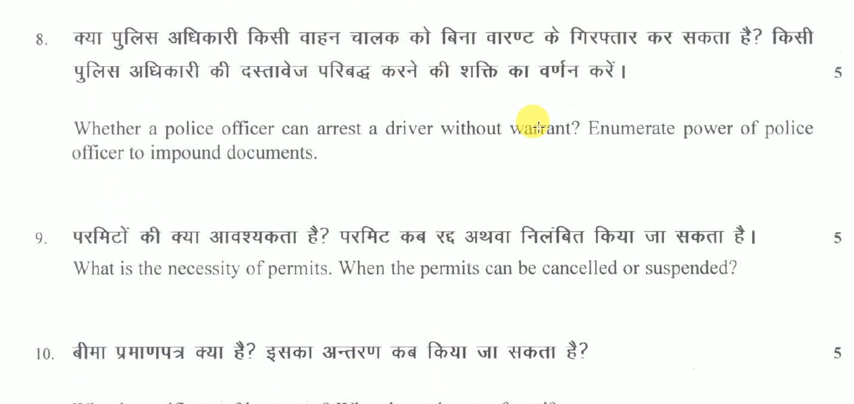 8. क्या पुलिस अधिकारी किसी वाहन चालक को बिना वारण्ट के गिरफ्तार कर सकता है? किसी
पुलिस अधिकारी की दस्तावेज परिबद्ध करने की शक्ति का वर्णन करें। 5
Whether a police officer can arrest a driver without warrant? Enumerate power of police
officer to impound documents.
9. परमिटों की क्या आवश्यकता है? परमिट कब रद्द अथवा निलंबित किया जा सकता है। 5
What is the necessity of permits. When the permits can be cancelled or suspended?
10. बीमा प्रमाणपत्र क्या है? इसका अन्तरण कब किया जा सकता है? 5